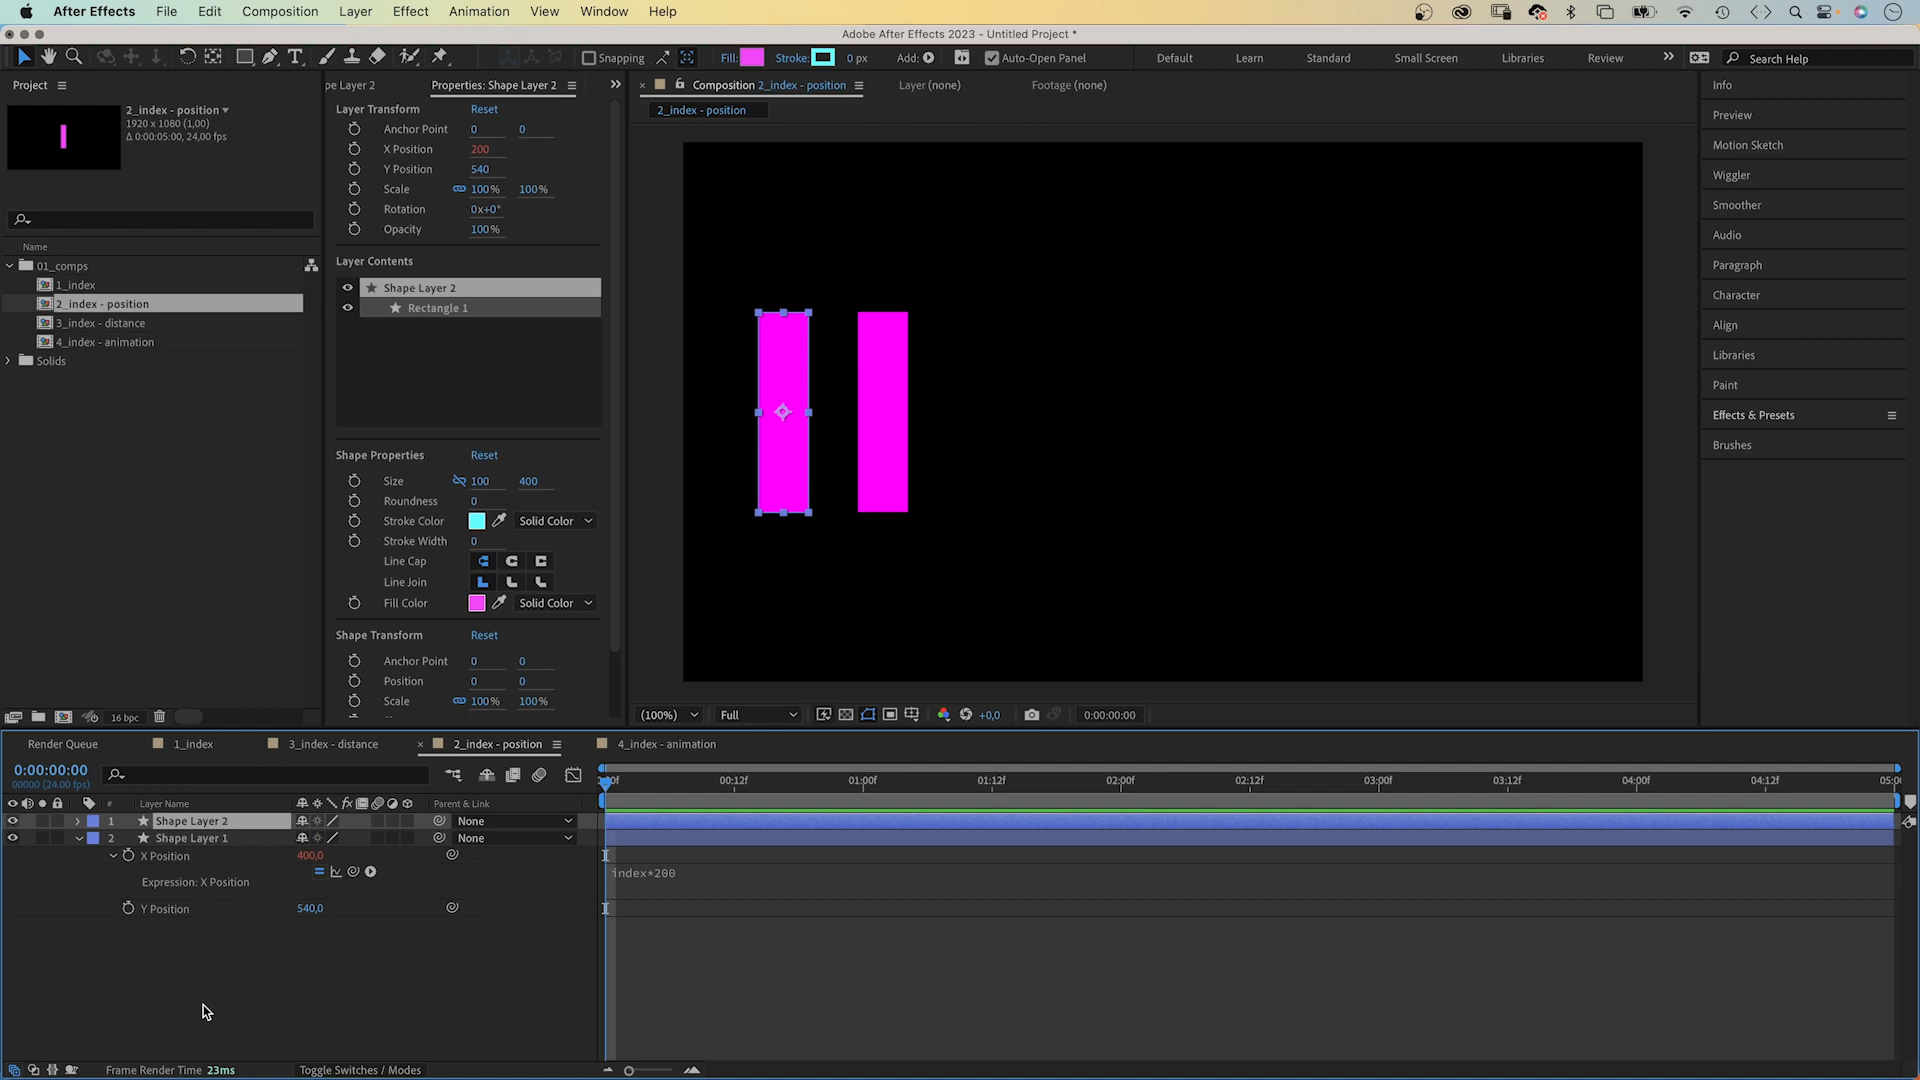 After Effects File Edit Composition Layer Effect Animation View Window Help
Adobe After Effects 2023 - Untitled Project *
Snapping Fill: Stroke: 0 px Add: Auto-Open Panel Default Learn Standard Small Screen Libraries Review Search Help
Project
2_index - position
1920 x 1080 (1,00)
Δ 0:00:05:00, 24,00 fps
Name
01_comps
1_index
2_index - position
3_index - distance
4_index - animation
Solids
16 bpc
pe Layer 2 Properties: Shape Layer 2
Layer Transform Reset
Anchor Point 0 0
X Position 200
Y Position 540
Scale 100% 100%
Rotation 0x+0°
Opacity 100%
Layer Contents
Shape Layer 2
Rectangle 1
Shape Properties Reset
Size 100 400
Roundness 0
Stroke Color Solid Color
Stroke Width 0
Line Cap
Line Join
Fill Color Solid Color
Shape Transform Reset
Anchor Point 0 0
Position 0 0
Scale 100% 100%
Composition 2_index - position Layer (none) Footage (none)
2_index - position
(100%) Full +0,0 0:00:00:00
Info
Preview
Motion Sketch
Wiggler
Smoother
Audio
Paragraph
Character
Align
Libraries
Paint
Effects & Presets
Brushes
Render Queue 1_index 3_index - distance 2_index - position 4_index - animation
0:00:00:00
00000 (24.00 fps)
00:12f 01:00f 01:12f 02:00f 02:12f 03:00f 03:12f 04:00f 04:12f
# Layer Name Parent & Link
1 Shape Layer 2 None
2 Shape Layer 1 None
X Position 400,0
Expression: X Position
index*200
Y Position 540,0
Frame Render Time 23ms Toggle Switches / Modes